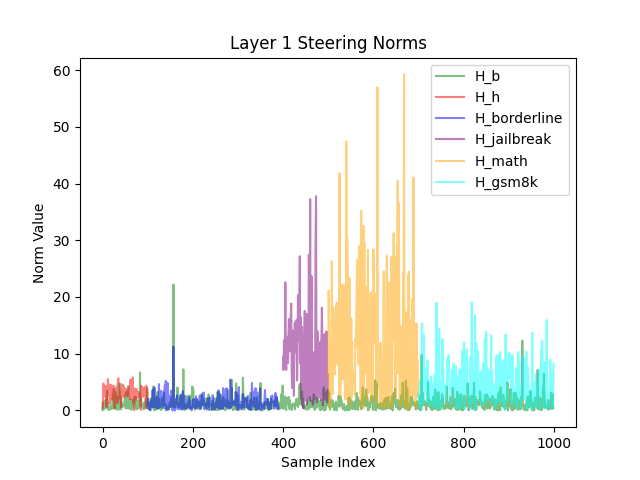 Layer 1 Steering Norms
60
50
40
30
20
10
0
Norm Value
H_b
H_h
H_borderline
H_jailbreak
H_math
H_gsm8k
0 200 400 600 800 1000
Sample Index